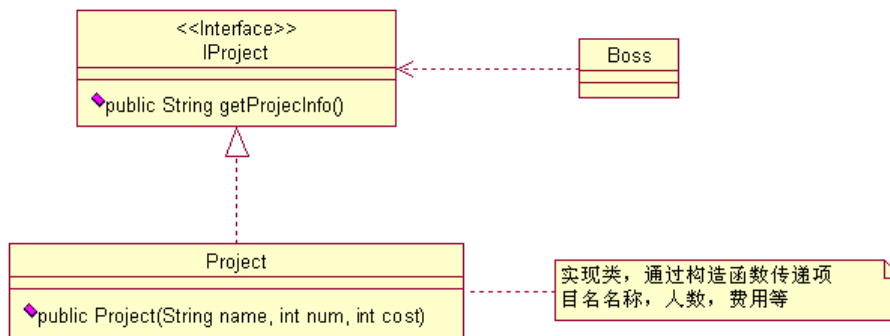 <<Interface>>
IProject
public String getProjecInfo()
Boss
Project
public Project(String name, int num, int cost)
实现类，通过构造函数传递项
目名名称，人数，费用等